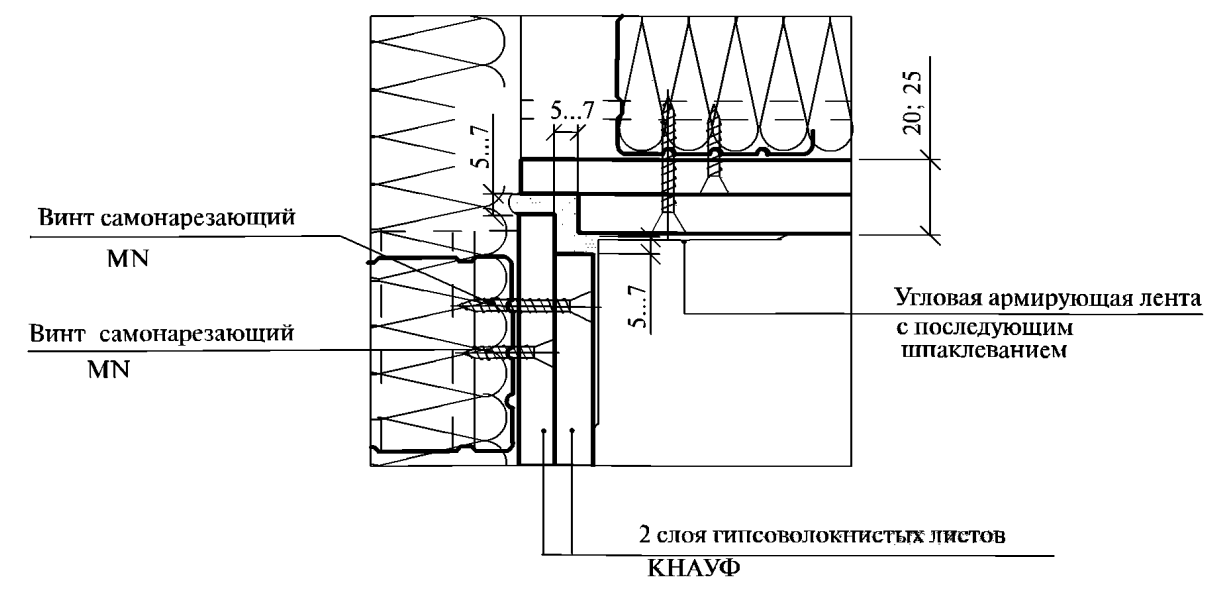 5...7
20; 25
5...7
Винт самонарезающий
MN
5...7
Угловая армирующая лента
с последующим
шпаклеванием
Винт самонарезающий
MN
2 слоя гипсоволокнистых листов
КНАУФ